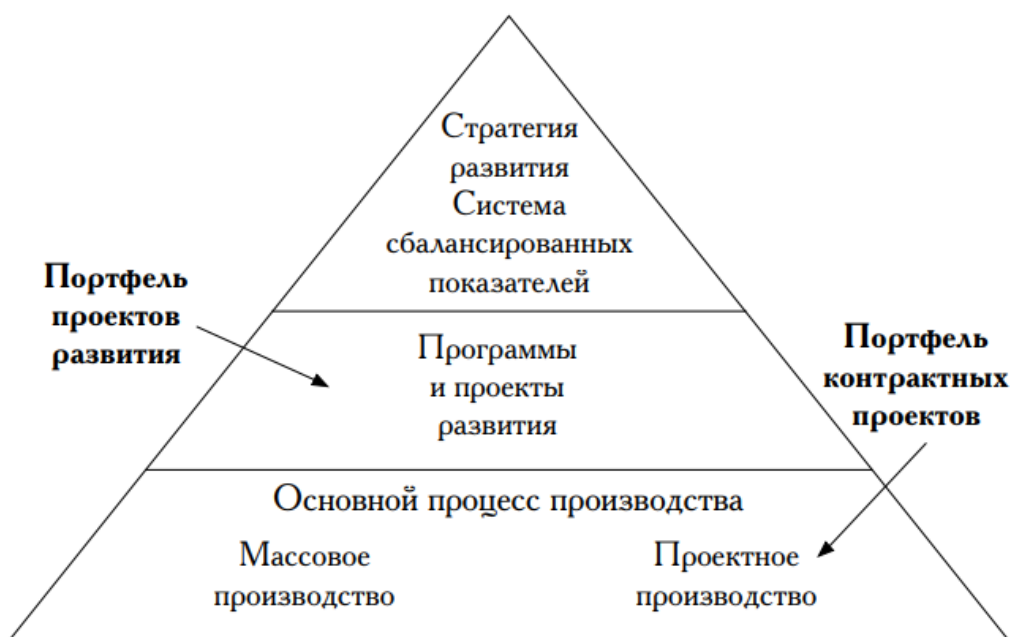 Стратегия
развития
Система
сбалансированных
показателей
Портфель
проектов
развития
Программы
и проекты
развития
Портфель
контрактных
проектов
Основной процесс производства
Массовое
производство
Проектное
производство